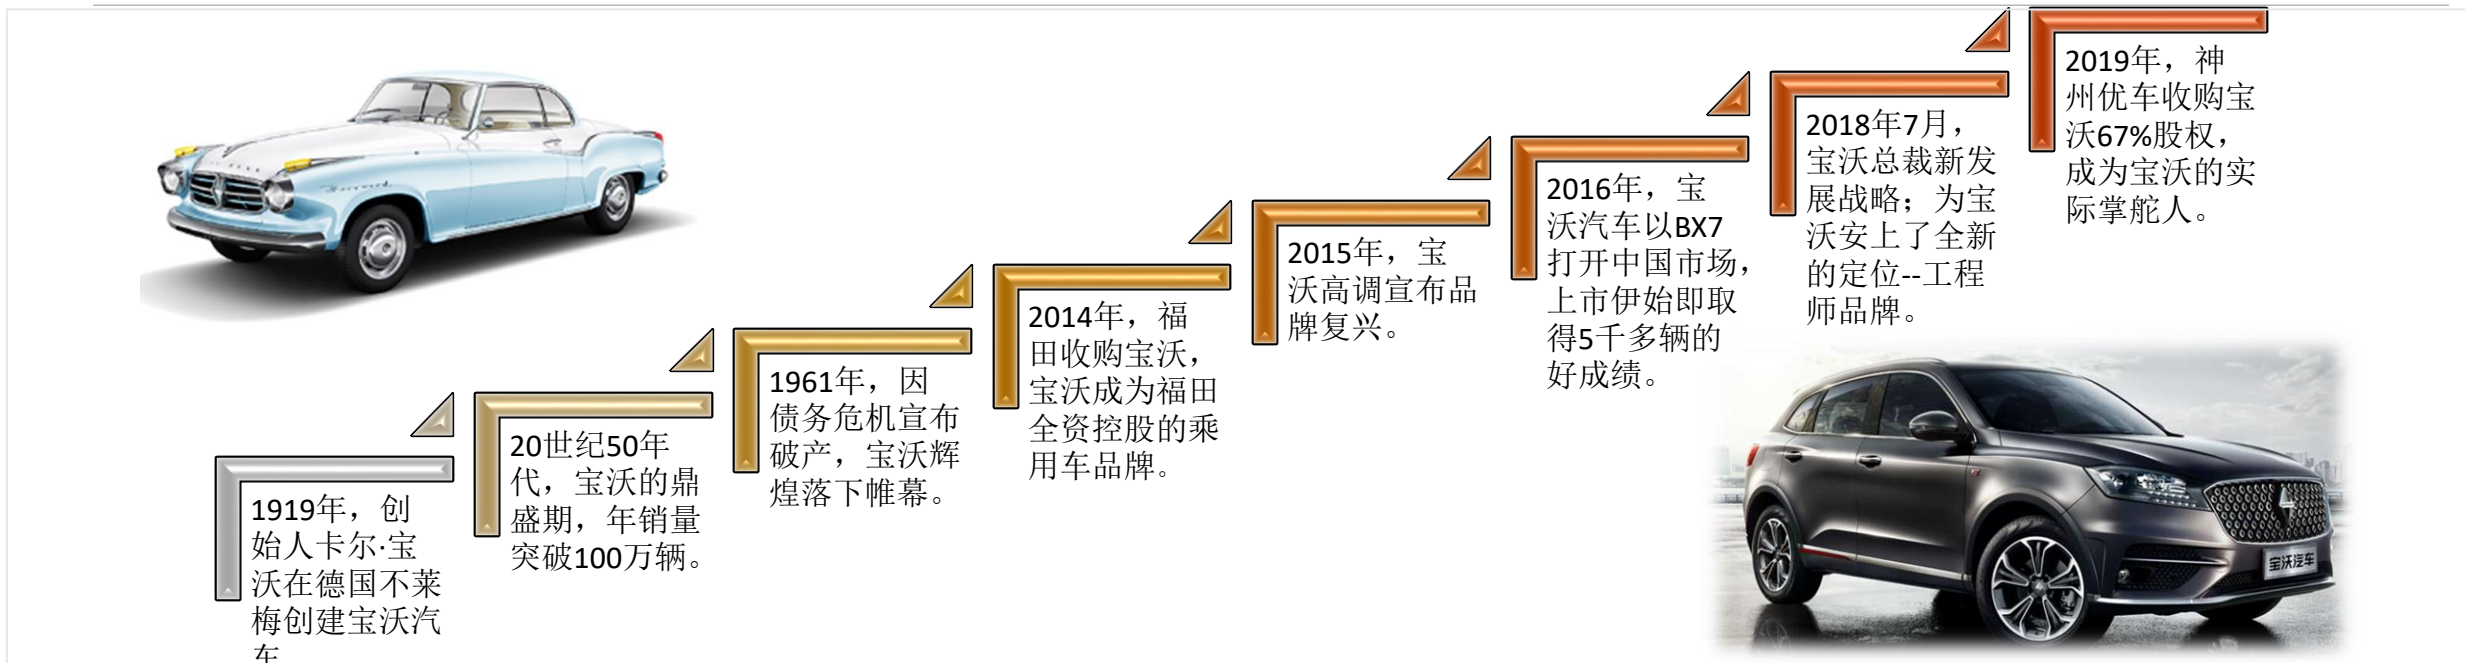 1919年，创
始人卡尔·宝
沃在德国不莱
梅创建宝沃汽
车
20世纪50年
代，宝沃的鼎
盛期，年销量
突破100万辆。
1961年，因
债务危机宣布
破产，宝沃辉
煌落下帷幕。
2014年，福
田收购宝沃，
宝沃成为福田
全资控股的乘
用车品牌。
2015年，宝
沃高调宣布品
牌复兴。
2016年，宝
沃汽车以BX7
打开中国市场，
上市伊始即取
得5千多辆的
好成绩。
2018年7月，
宝沃总裁新发
展战略；为宝
沃安上了全新
的定位--工程
师品牌。
2019年，神
州优车收购宝
沃67%股权，
成为宝沃的实
际掌舵人。
宝沃汽车